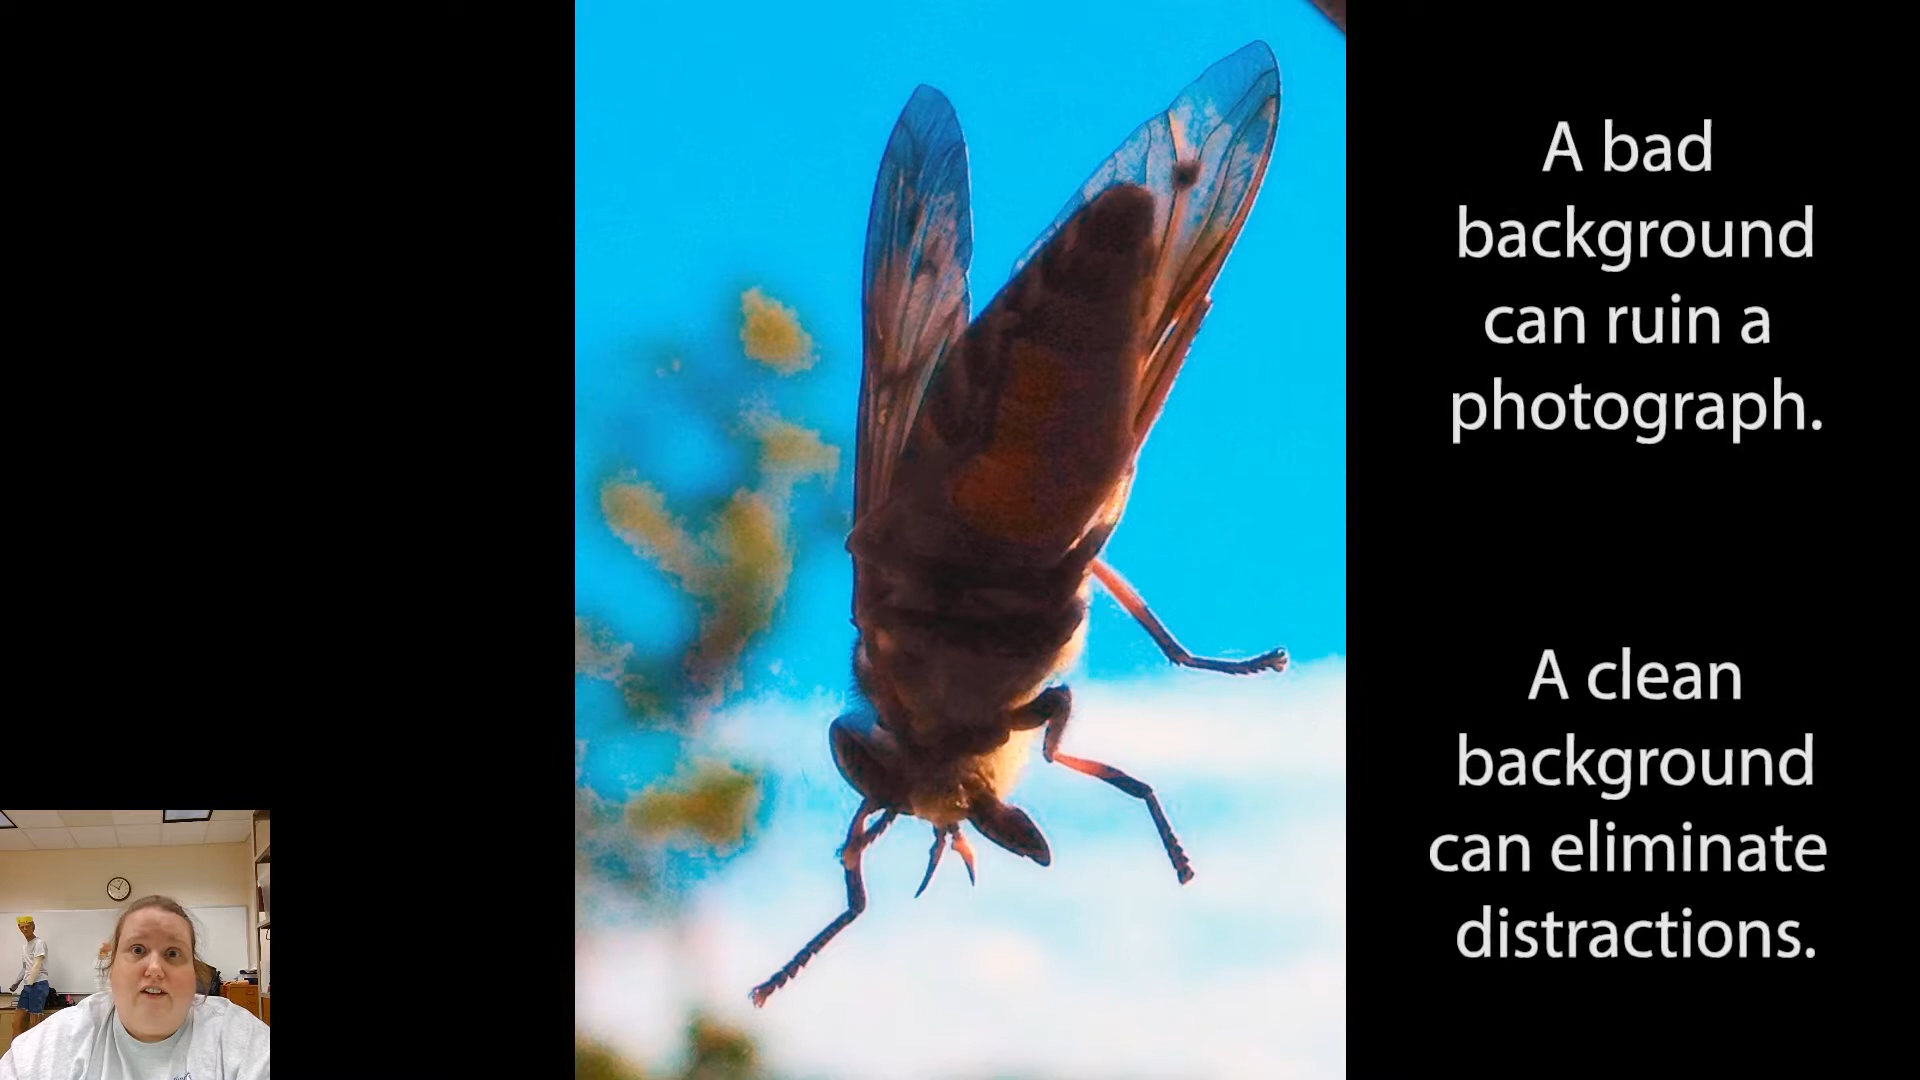 A bad
background
can ruin a
photograph.
A clean
background
can eliminate
distractions.